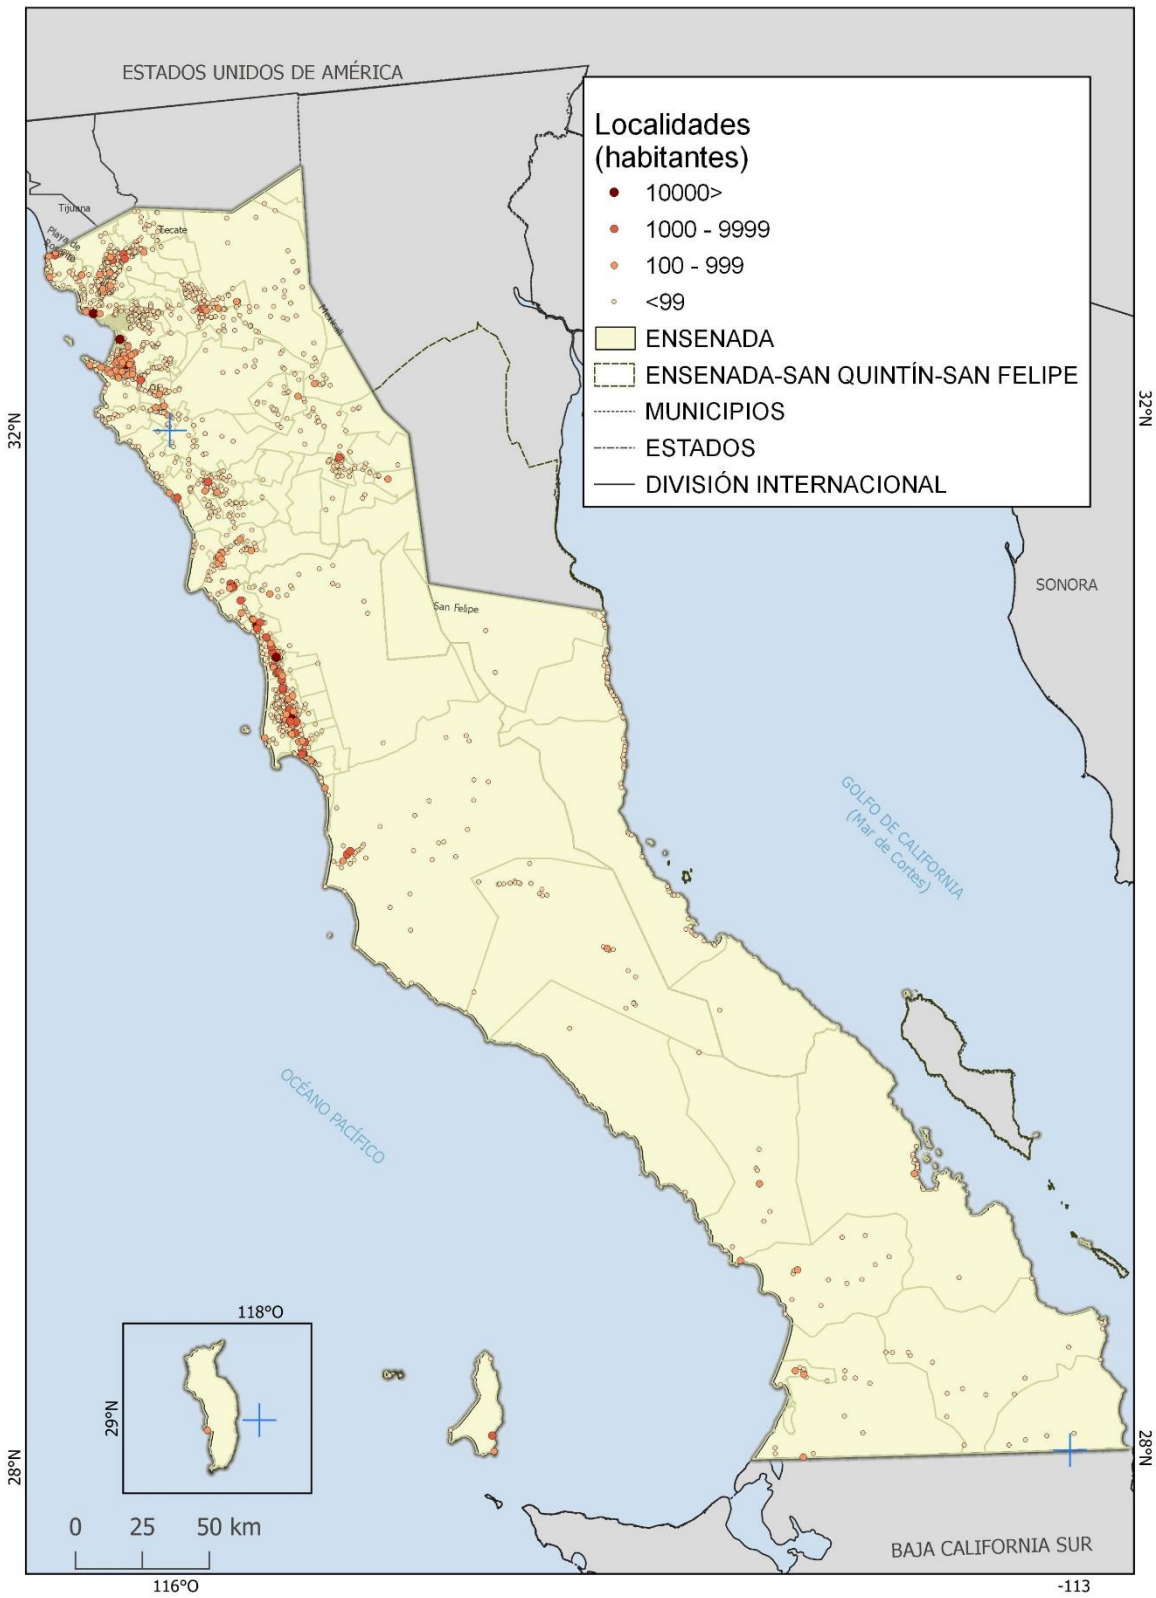 ESTADOS UNIDOS DE AMÉRICA
Localidades
(habitantes)
10000>
1000 - 9999
100 - 999
<99
ENSENADA
ENSENADA-SAN QUINTÍN-SAN FELIPE
MUNICIPIOS
ESTADOS
DIVISIÓN INTERNACIONAL
Tijuana
Tecate
Playa de
Mexicali
32°N
32°N
SONORA
San Felipe
GOLFO DE CALIFORNIA
(Mar de Cortes)
OCÉANO PACÍFICO
118°O
29°N
28°N
28°N
0 25 50 km
BAJA CALIFORNIA SUR
116°O
-113